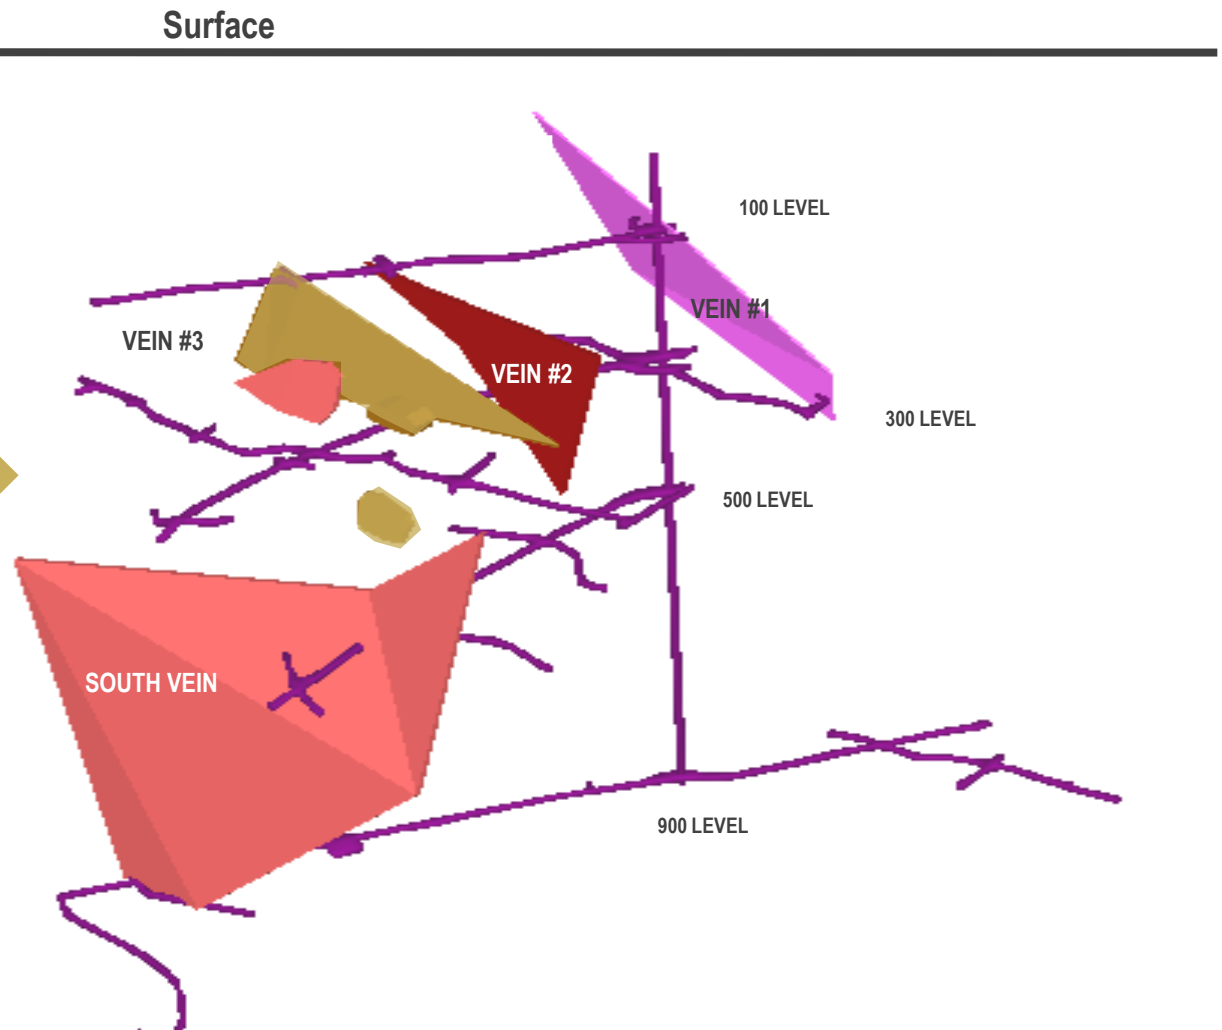 Surface
100 LEVEL
VEIN #1
VEIN #3
VEIN #2
300 LEVEL
500 LEVEL
SOUTH VEIN
900 LEVEL